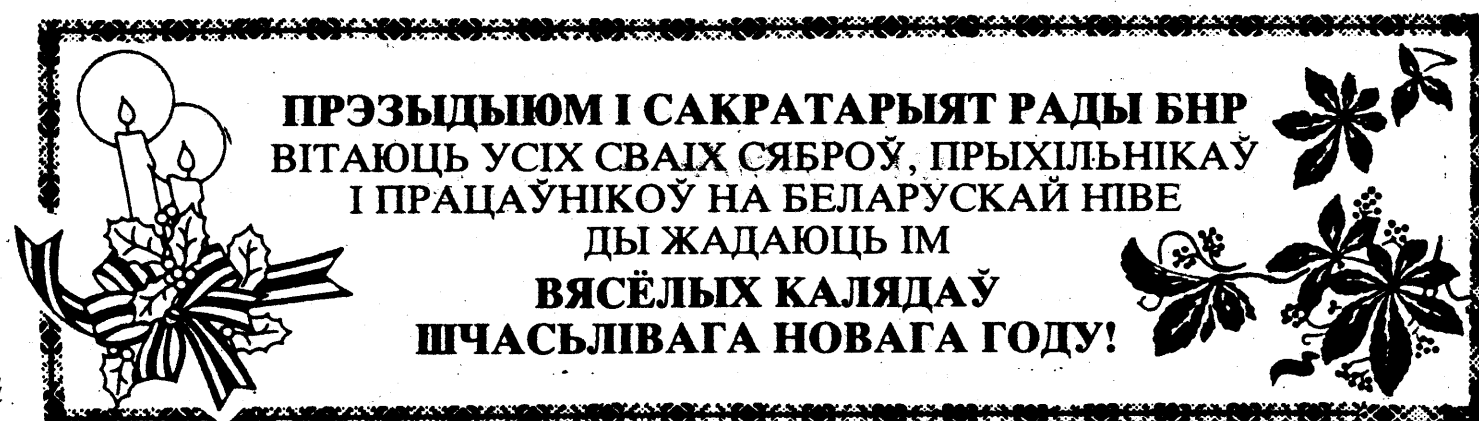 ПРЭЗЫДЫЮМ І САКРАТАРЫЯТ РАДЫ БНР
ВІТАЮЦЬ УСІХ СВАІХ СЯБРОЎ, ПРЫХІЛЬНІКАЎ
І ПРАЦАЎНІКОЎ НА БЕЛАРУСКАЙ НІВЕ
ДЫ ЖАДАЮЦЬ ІМ
ВЯСЁЛЫХ КАЛЯДАЎ
ШЧАСЬЛІВАГА НОВАГА ГОДУ!